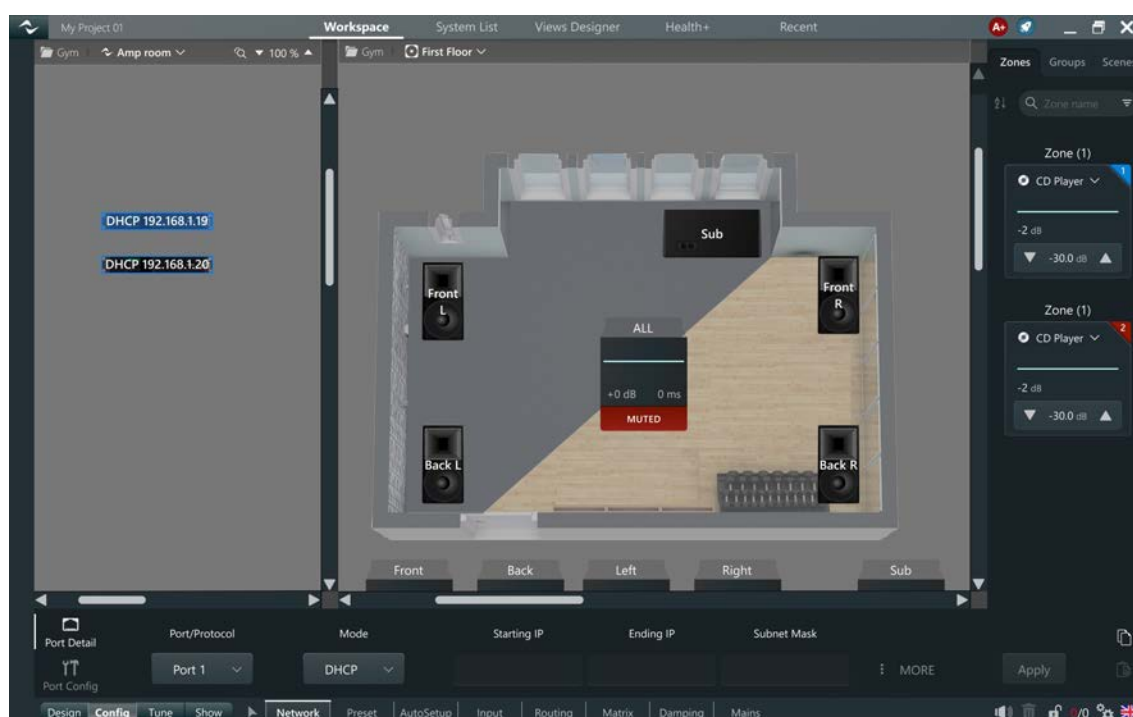 My Project 01
Workspace
System List
Views Designer
Health+
Recent
A+
Gym
Amp room
100 %
Gym
First Floor
Zones
Groups
Scene
Zone name
DHCP 192.168.1.19
DHCP 192.168.1.20
Sub
Front
L
Front
R
ALL
+0 dB 0 ms
MUTED
Back L
Back R
Front
Back
Left
Right
Sub
Zone (1)
1
CD Player
-2 dB
-30.0 dB
Zone (1)
2
CD Player
-2 dB
-30.0 dB
Port Detail
Port Config
Port/Protocol
Mode
Starting IP
Ending IP
Subnet Mask
Port 1
DHCP
MORE
Apply
Design
Config
Tune
Show
Network
Preset
AutoSetup
Input
Routing
Matrix
Damping
Mains
0/0